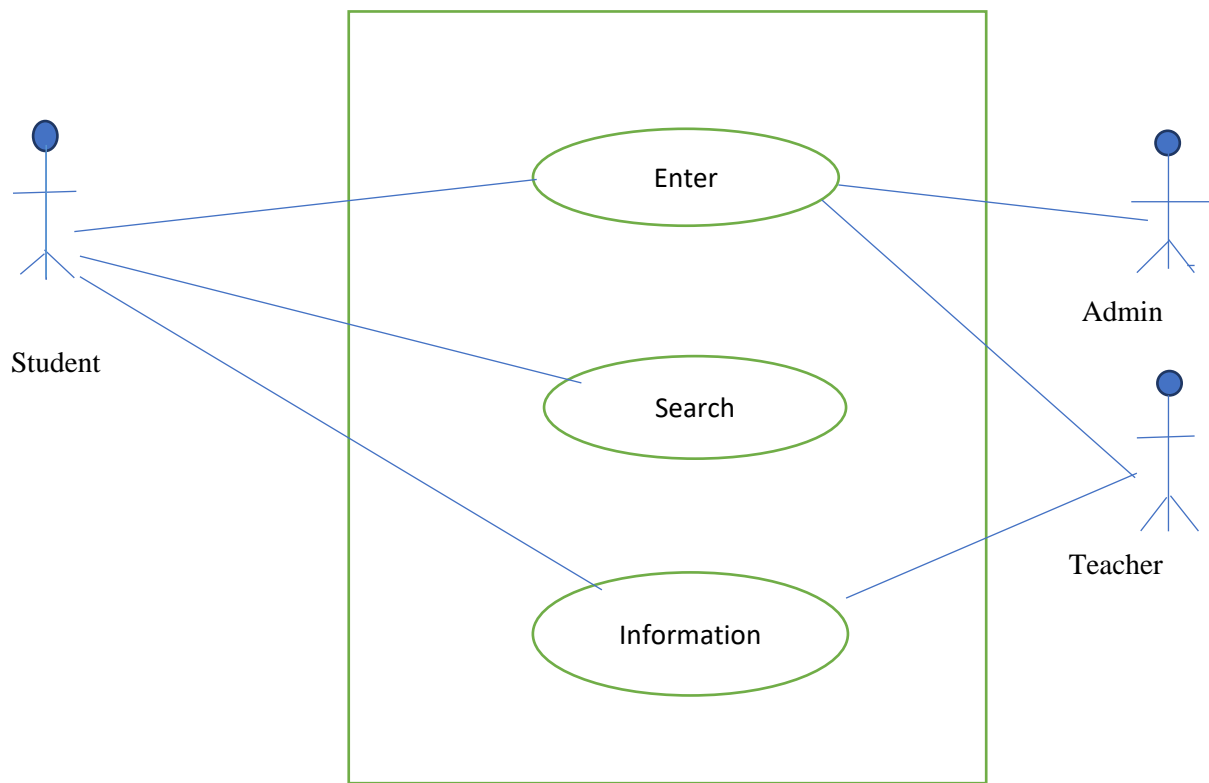 Enter
Admin
Student
Search
Teacher
Information